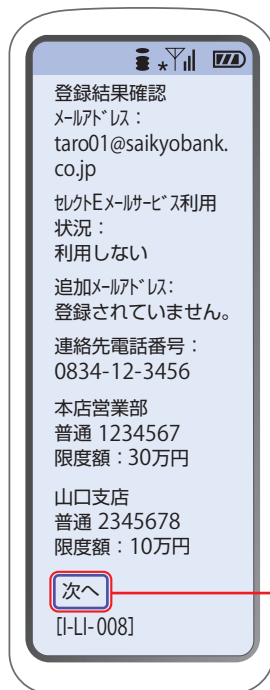 登録結果確認
ﾒｰﾙｱﾄﾞﾚｽ：
taro01@saikyobank.
co.jp
ｾﾚｸﾄEﾒｰﾙｻｰﾋﾞｽ利用
状況：
利用しない
追加ﾒｰﾙｱﾄﾞﾚｽ：
登録されていません。
連絡先電話番号：
0834-12-3456
本店営業部
普通 1234567
限度額：30万円
山口支店
普通 2345678
限度額：10万円
次へ
[I-LI-008]